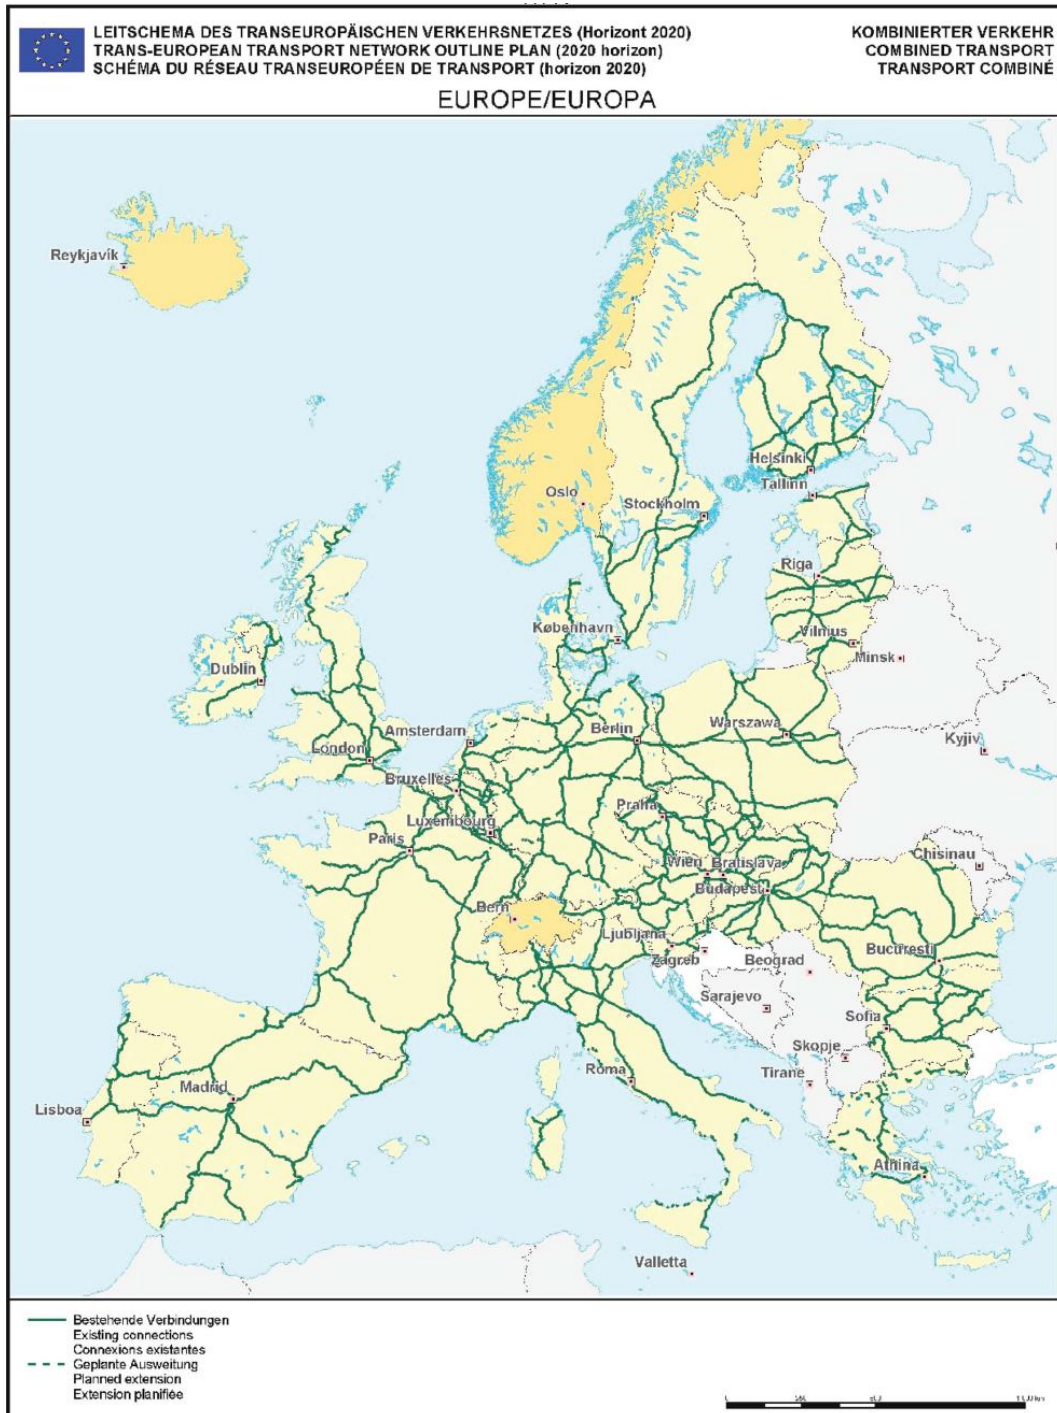 LEITSCHEMA DES TRANSEUROPÄISCHEN VERKEHRSNETZES (Horizont 2020)
TRANS-EUROPEAN TRANSPORT NETWORK OUTLINE PLAN (2020 horizon)
SCHÉMA DU RÉSEAU TRANSEUROPÉEN DE TRANSPORT (horizon 2020)
KOMBINIERTER VERKEHR
COMBINED TRANSPORT
TRANSPORT COMBINÉ
EUROPE/EUROPA
Reykjavík
Helsinki
Tallinn
Oslo
Stockholm
Riga
København
Vilnius
Minsk
Dublin
Amsterdam
Berlin
Warszawa
Kyjiv
London
Bruxelles
Praha
Luxembourg
Paris
Wien
Bratislava
Chisinau
Budapest
Bern
Ljubljana
Zagreb
Beograd
Bucuresti
Sarajevo
Sofia
Skopje
Roma
Tirane
Madrid
Lisboa
Athina
Valletta
Bestehende Verbindungen
Existing connections
Connexions existantes
Geplante Ausweitung
Planned extension
Extension planifiée
0